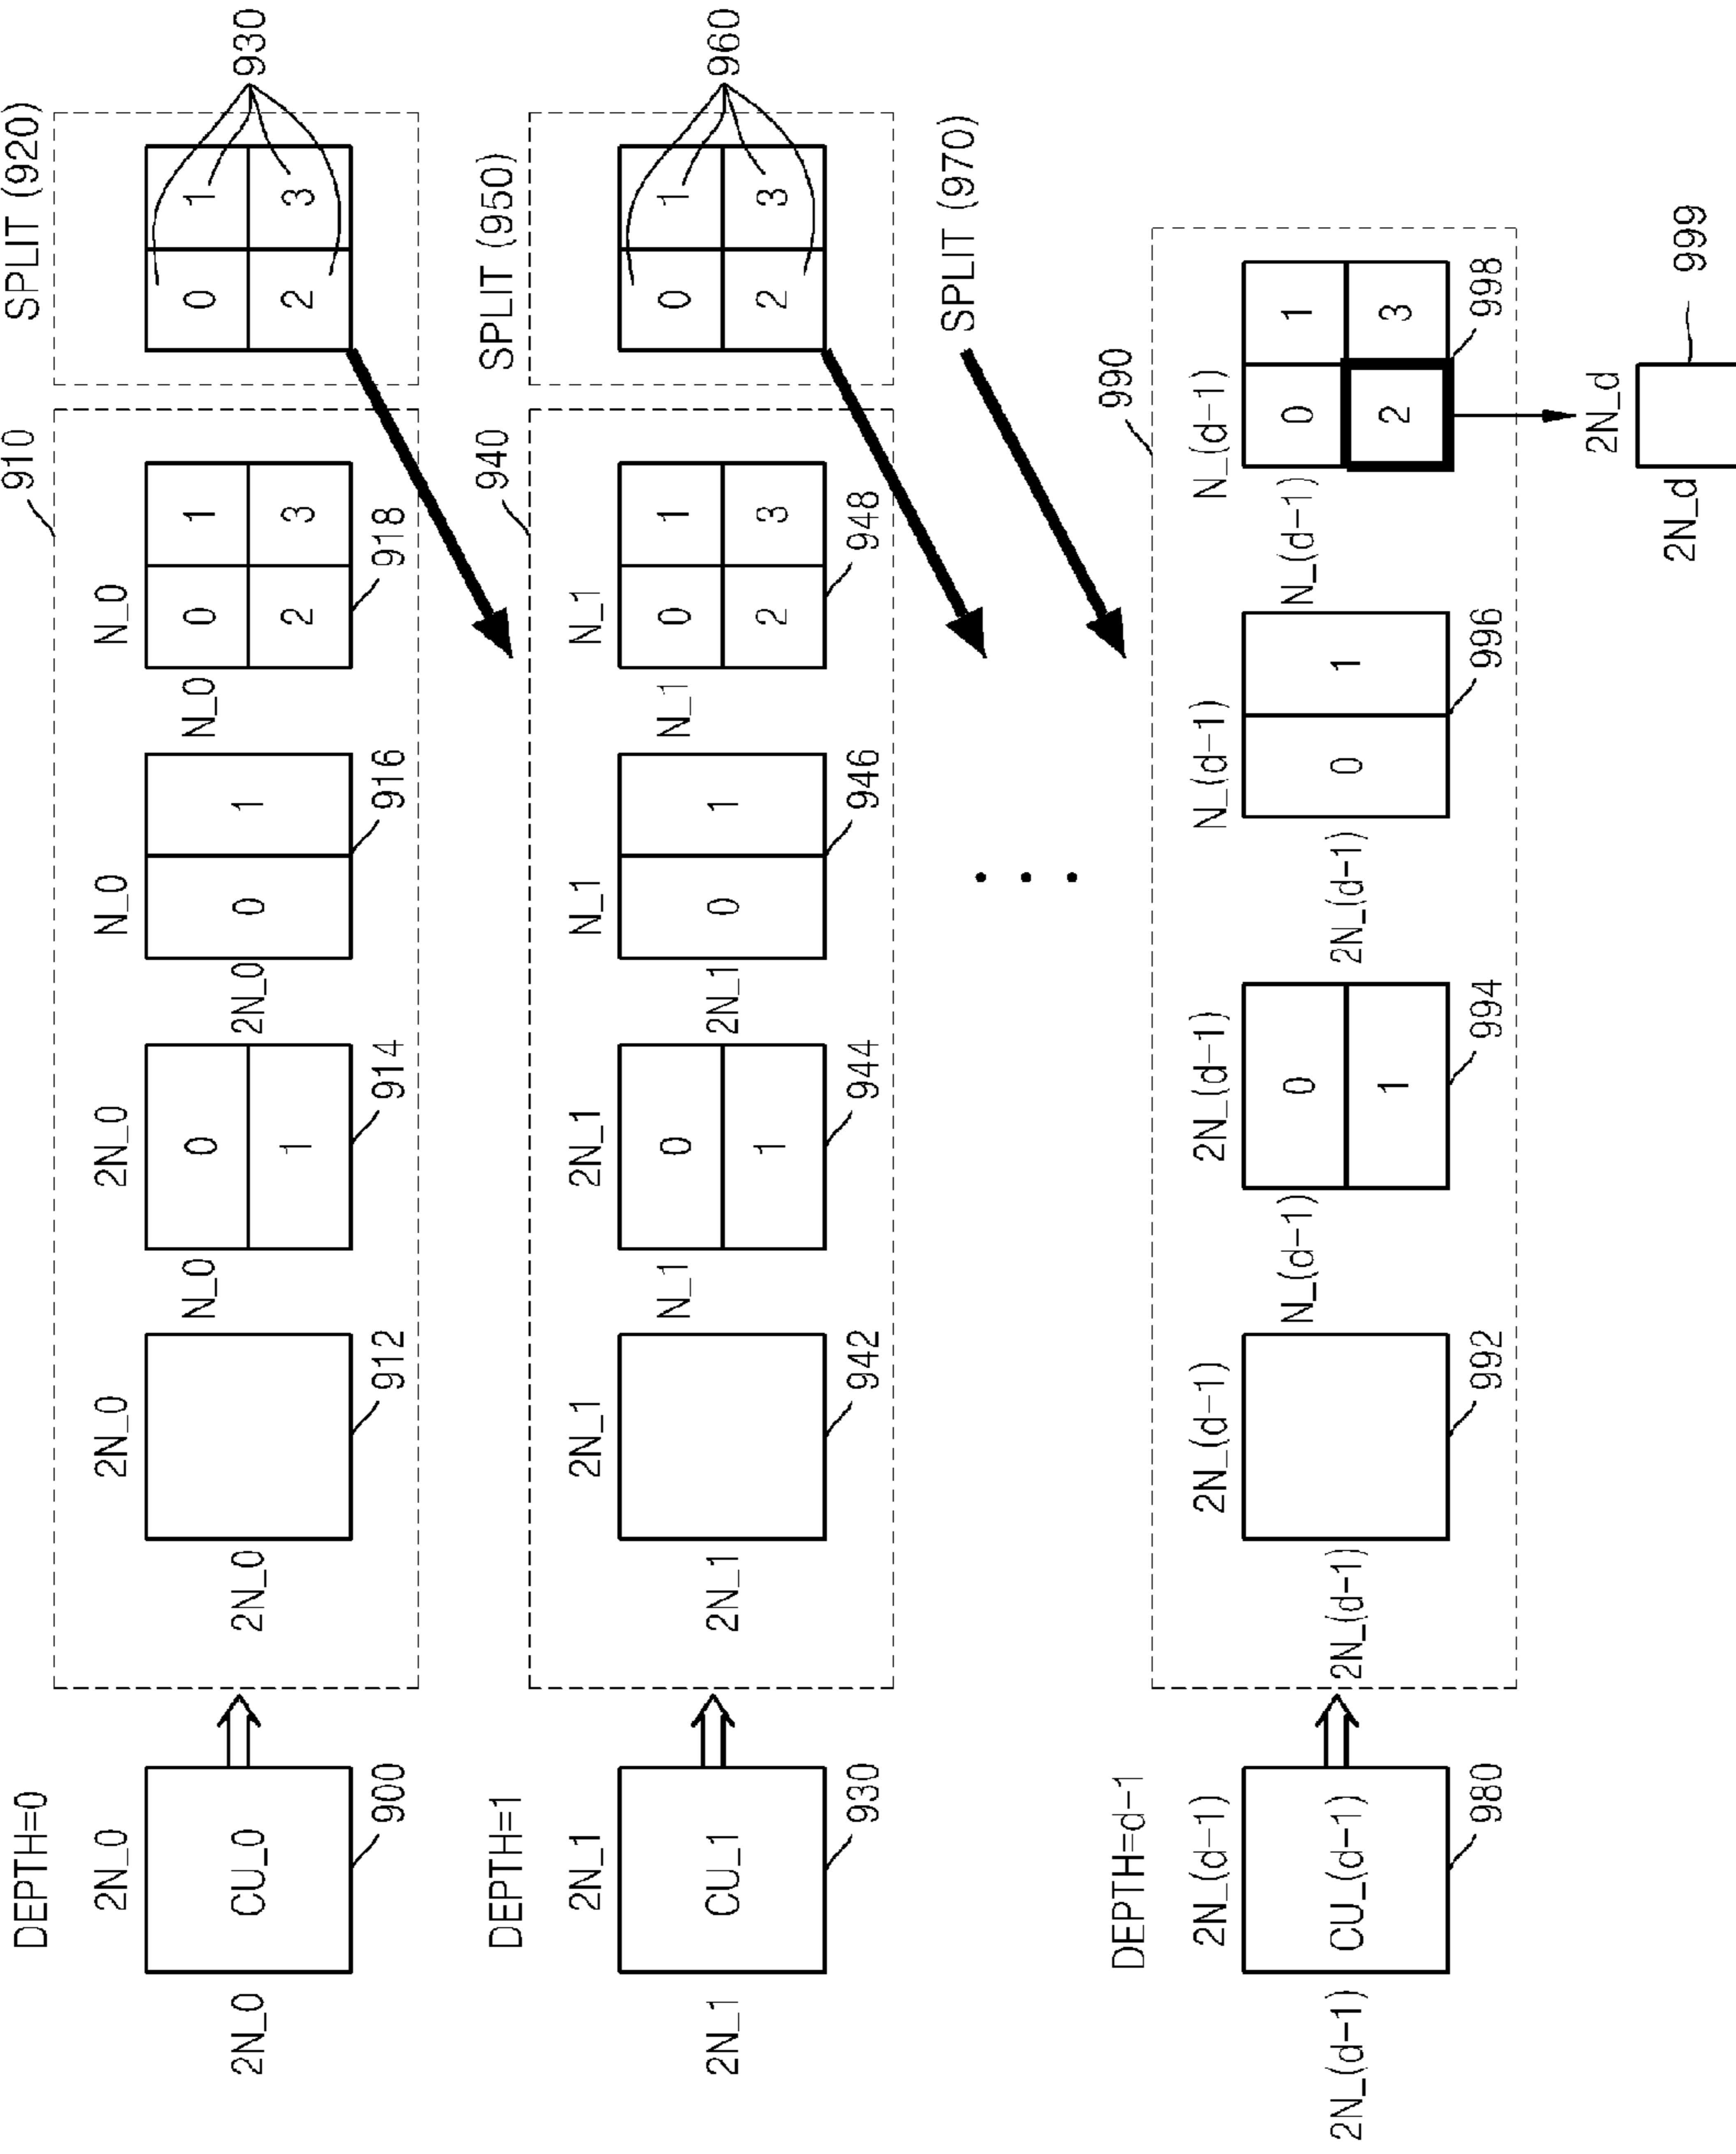 DEPTH=0
2N_0
2N_0
CU_0
900
910
2N_0
2N_0
912
2N_0
N_0
0
1
914
N_0
2N_0
0
1
916
N_0
N_0
0
1
2
3
918
SPLIT (920)
0
1
2
3
930
DEPTH=1
2N_1
2N_1
CU_1
930
940
2N_1
2N_1
942
2N_1
N_1
0
1
944
N_1
2N_1
0
1
946
N_1
N_1
0
1
2
3
948
SPLIT (950)
0
1
2
3
960
SPLIT (970)
DEPTH=d-1
2N_(d-1)
2N_(d-1)
CU_(d-1)
980
990
2N_(d-1)
2N_(d-1)
992
2N_(d-1)
N_(d-1)
0
1
994
N_(d-1)
2N_(d-1)
0
1
996
N_(d-1)
N_(d-1)
0
1
2
3
998
2N_d
2N_d
999